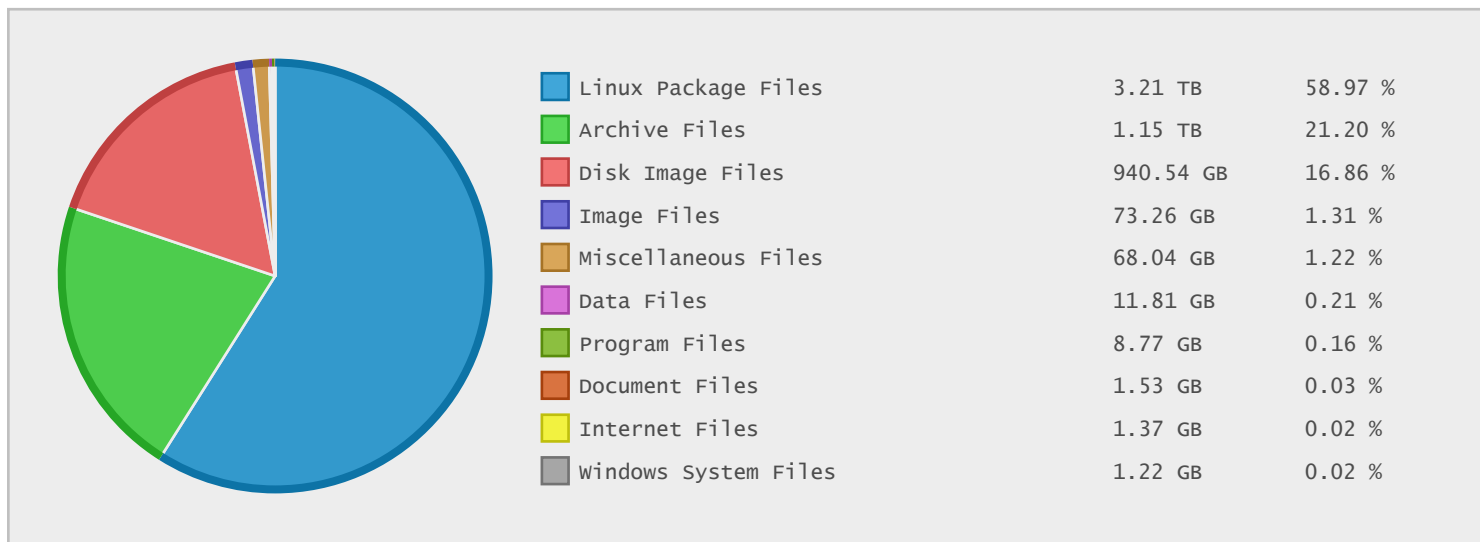 Linux Package Files 3.21 TB 58.97 %
Archive Files 1.15 TB 21.20 %
Disk Image Files 940.54 GB 16.86 %
Image Files 73.26 GB 1.31 %
Miscellaneous Files 68.04 GB 1.22 %
Data Files 11.81 GB 0.21 %
Program Files 8.77 GB 0.16 %
Document Files 1.53 GB 0.03 %
Internet Files 1.37 GB 0.02 %
Windows System Files 1.22 GB 0.02 %